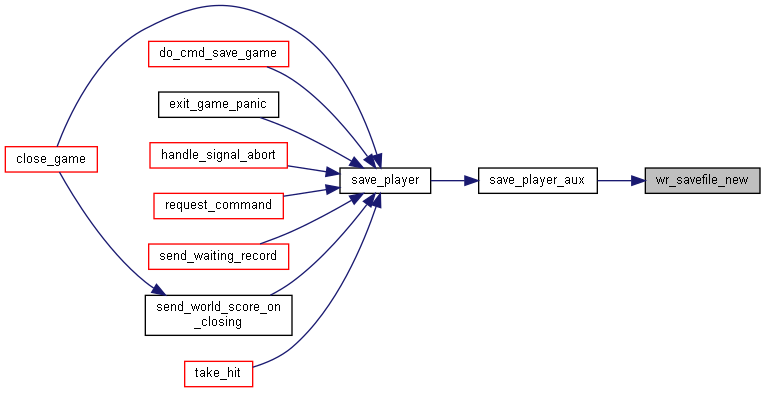 do_cmd_save_game
exit_game_panic
close_game
handle_signal_abort
save_player
save_player_aux
wr_savefile_new
request_command
send_waiting_record
send_world_score_on
_closing
take_hit